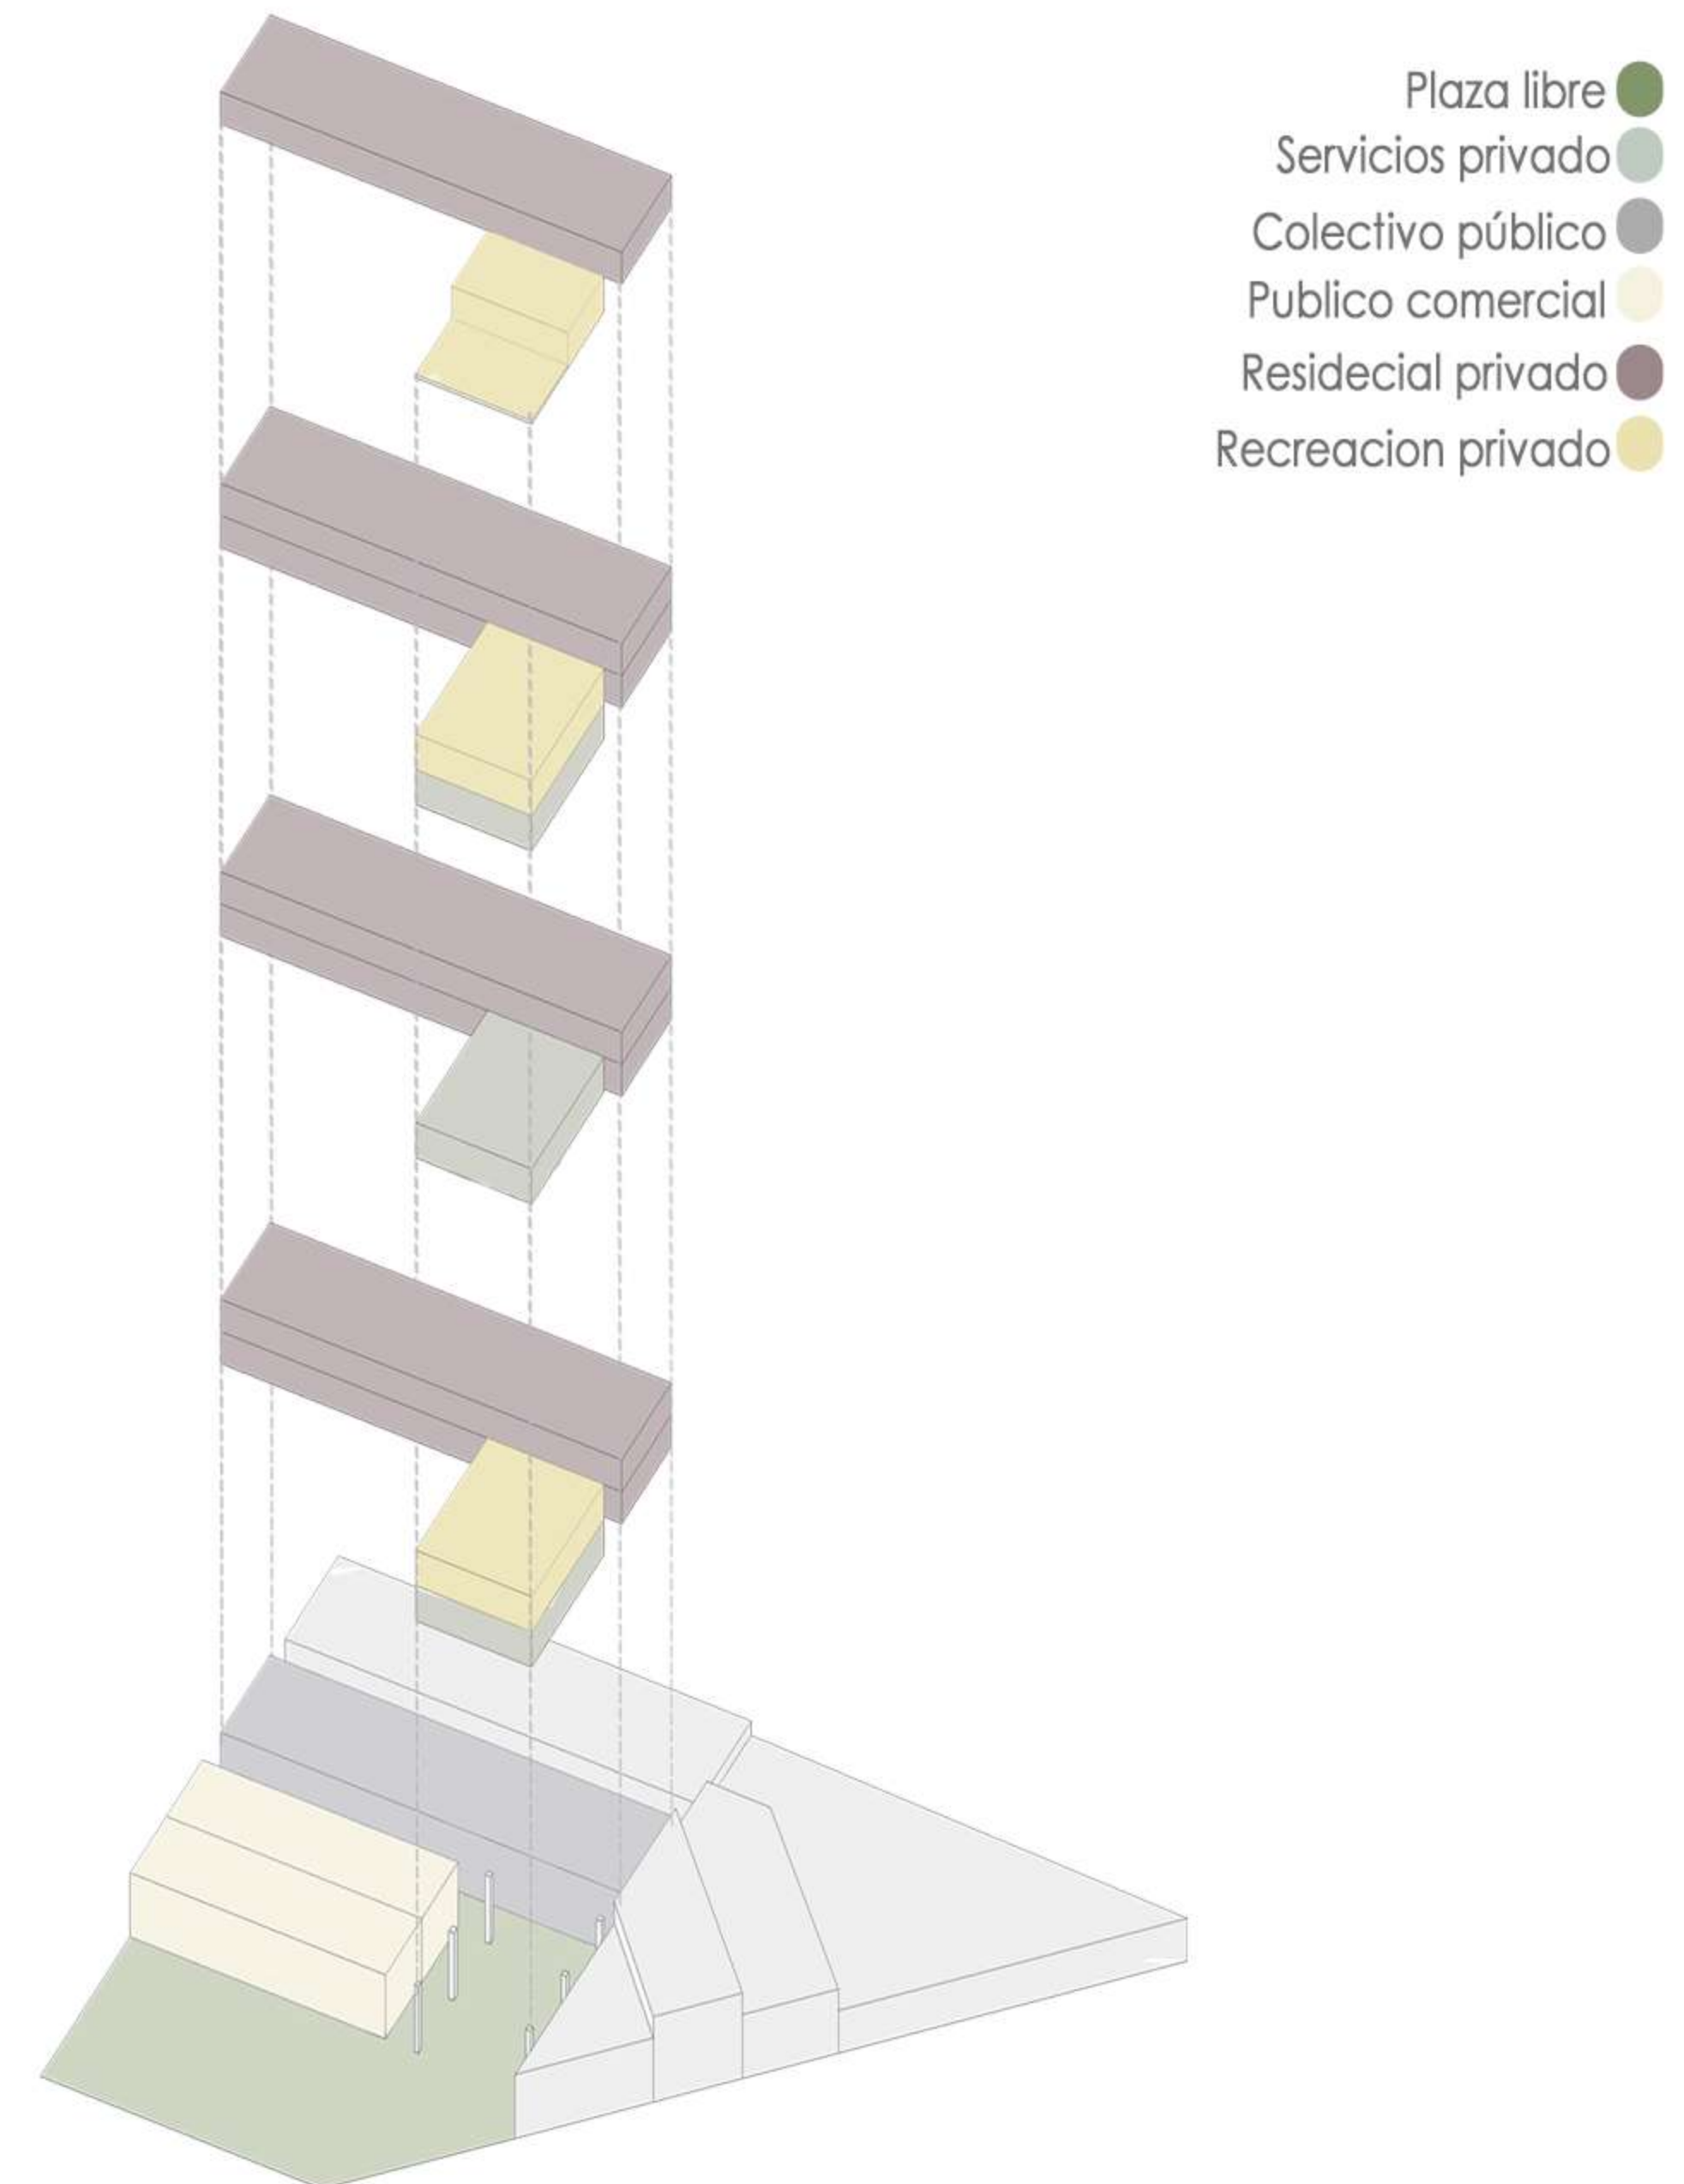 Plaza libre
Servicios privado
Colectivo público
Publico comercial
Residecial privado
Recreacion privado